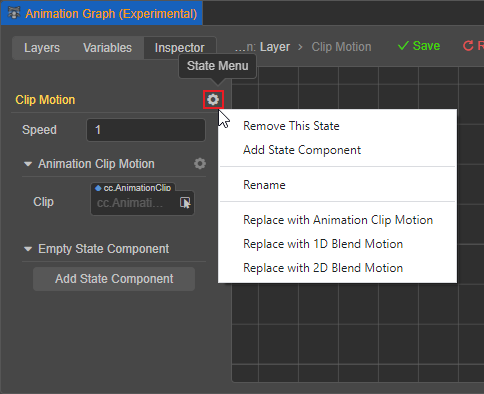 Animation Graph (Experimental)
Layers Variables Inspector ...n: Layer > Clip Motion ✓ Save R
State Menu
Clip Motion
Speed 1
Animation Clip Motion
cc.AnimationClip
Clip cc.Animati...
Empty State Component
Add State Component
Remove This State
Add State Component
Rename
Replace with Animation Clip Motion
Replace with 1D Blend Motion
Replace with 2D Blend Motion